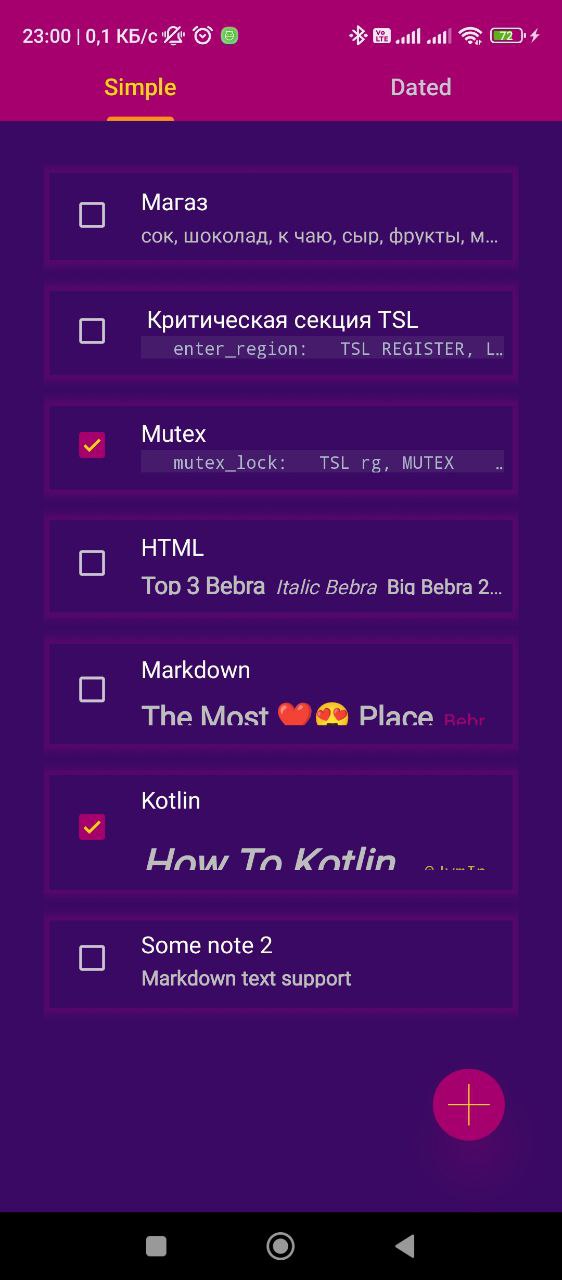 23:00 | 0,1 КБ/с Vo LTE 72
Simple Dated
Магаз
сок, шоколад, к чаю, сыр, фрукты, м...
Критическая секция TSL
enter_region: TSL REGISTER, L…
Mutex
mutex_lock: TSL rg, MUTEX …
HTML
Top 3 Bebra Italic Bebra Big Bebra 2...
Markdown
The Most ❤️😍 Place Bebr
Kotlin
How To Kotlin
Some note 2
Markdown text support